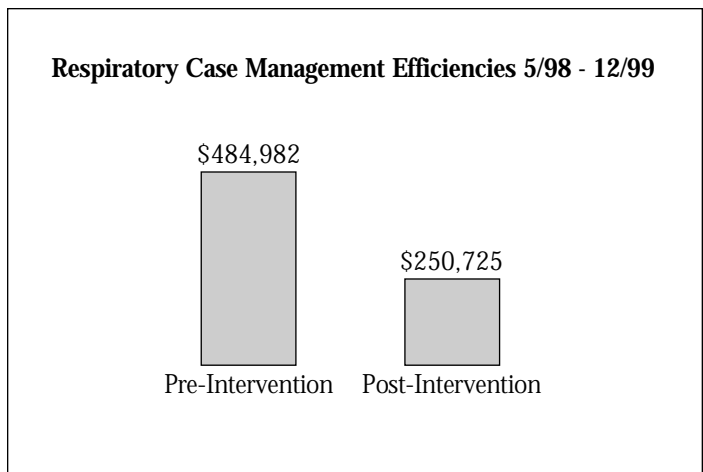 Respiratory Case Management Efficiencies 5/98 - 12/99
$484,982
$250,725
Pre-Intervention Post-Intervention